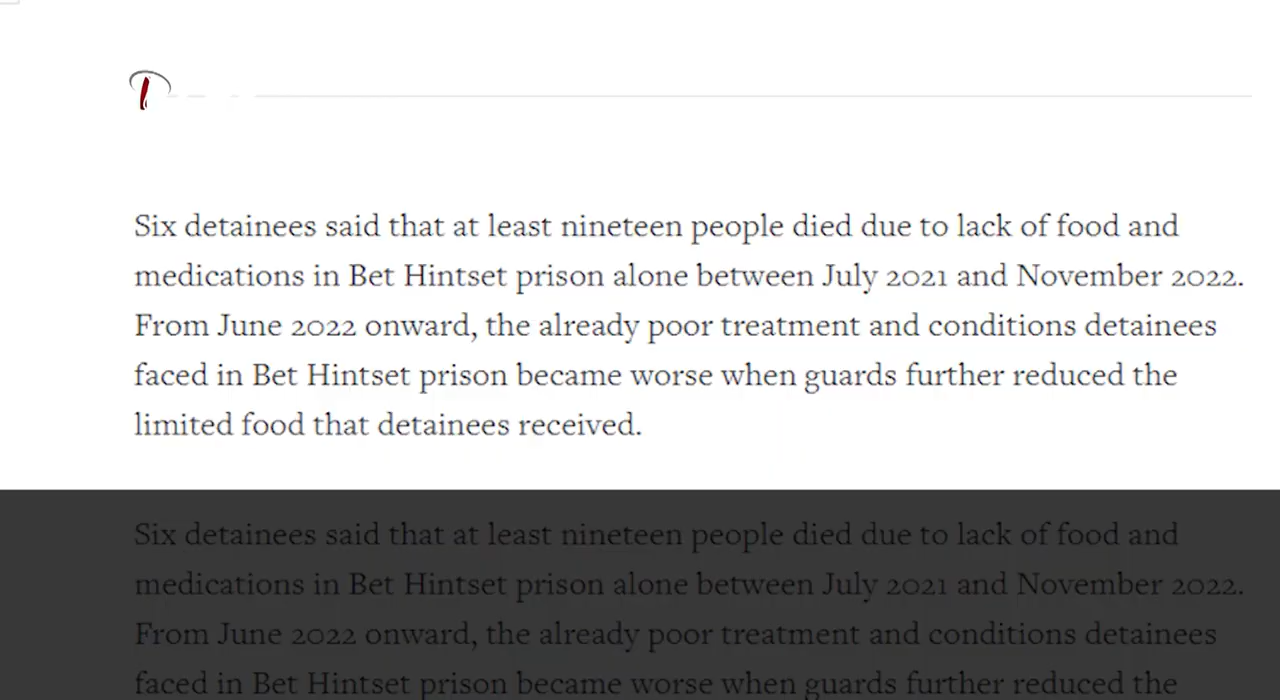 Six detainees said that at least nineteen people died due to lack of food and
medications in Bet Hintset prison alone between July 2021 and November 2022.
From June 2022 onward, the already poor treatment and conditions detainees
faced in Bet Hintset prison became worse when guards further reduced the
limited food that detainees received.
Six detainees said that at least nineteen people died due to lack of food and
medications in Bet Hintset prison alone between July 2021 and November 2022.
From June 2022 onward, the already poor treatment and conditions detainees
faced in Bet Hintset prison became worse when guards further reduced the